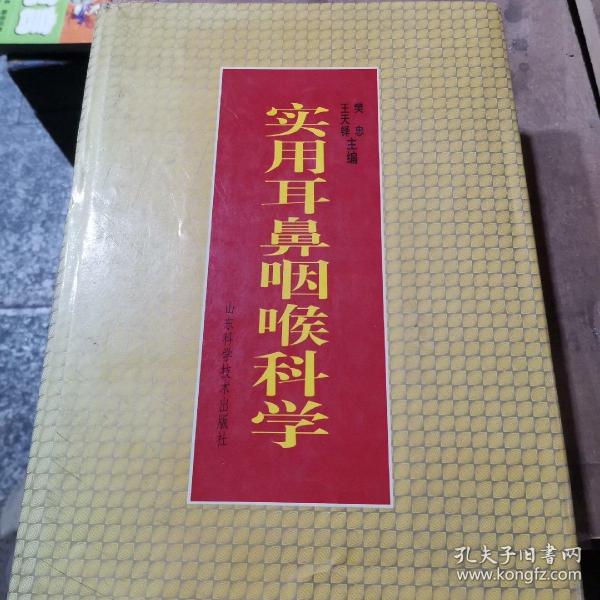 樊忠
王天铎
主编
实用耳鼻咽喉科学
山东科学技术出版社
孔夫子旧书网
www.kongfz.com